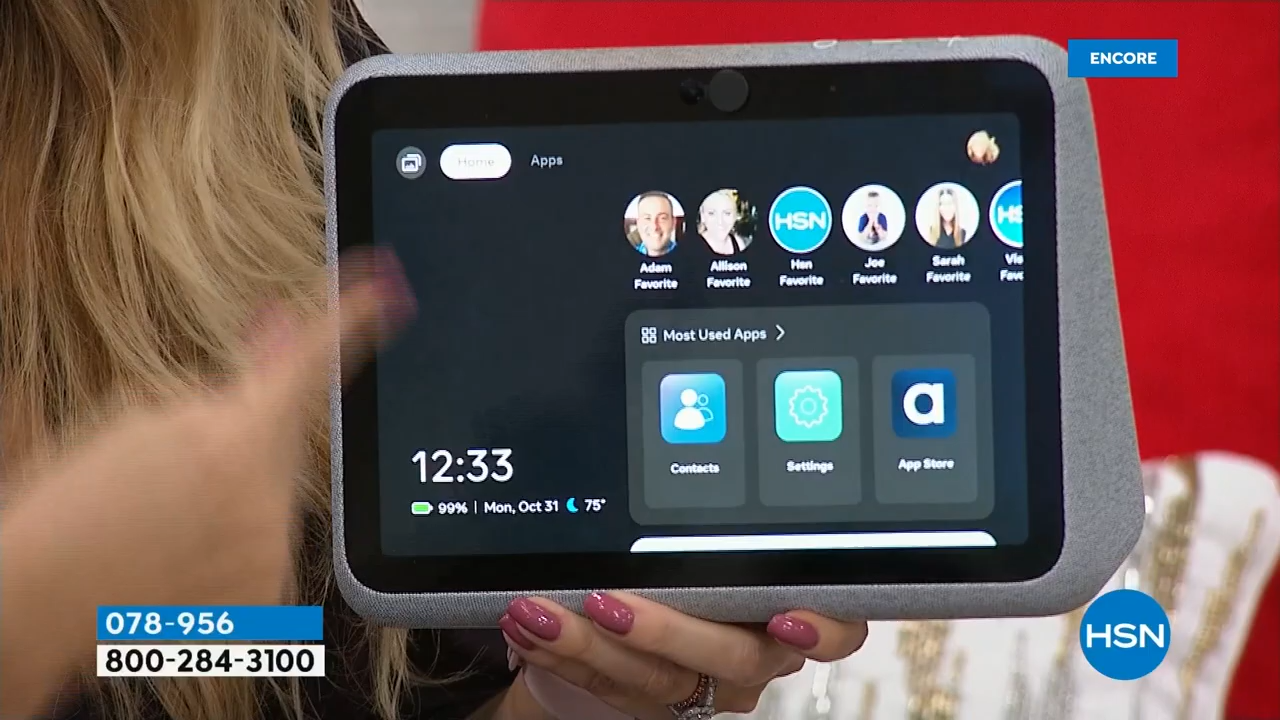 ENCORE
Home Apps
HSN HS
Adam Allison Hsn Joe Sarah
Favorite Favorite Favorite Favorite Favorite
Most Used Apps >
a
Contacts Settings App Store
12:33
99% | Mon, Oct 31 75°
078-956
800-284-3100
HSN